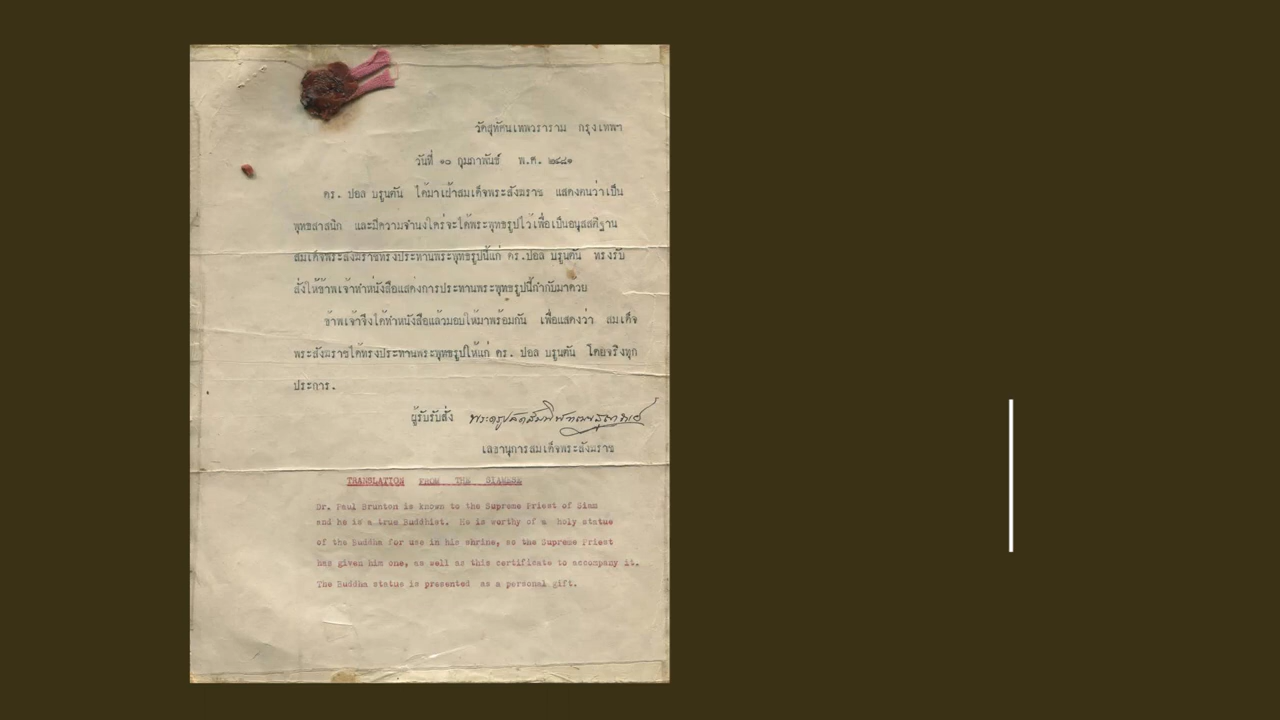 วัดสุทัศนเทพวราราม กรุงเทพฯ
วันที่ ๑๐ กุมภาพันธ์ พ.ศ. ๒๔๘๑
ดร. ปอล บรูนตัน ได้มาเฝ้าสมเด็จพระสังฆราช แสดงตนว่าเป็น
พุทธสาสนิก และมีความจำนงใคร่จะได้พระพุทธรูปไว้เพื่อเป็นอนุสสติฐาน
สมเด็จพระสังฆราชทรงประทานพระพุทธรูปนี้แก่ ดร.ปอล บรูนตัน ทรงรับ
สั่งให้ข้าพเจ้าทำหนังสือแสดงการประทานพระพุทธรูปนี้กำกับมาด้วย
ข้าพเจ้าจึงได้ทำหนังสือแล้วมอบให้มาพร้อมกัน เพื่อแสดงว่า สมเด็จ
พระสังฆราชได้ทรงประทานพระพุทธรูปให้แก่ ดร. ปอล บรูนตัน โดยจริงทุก
ประการ.
ผู้รับรับสั่ง
เลขานุการสมเด็จพระสังฆราช
TRANSLATION FROM THE SIAMESE
Dr. Paul Brunton is known to the Supreme Priest of Siam
and he is a true Buddhist. He is worthy of a holy statue
of the Buddha for use in his shrine, so the Supreme Priest
has given him one, as well as this certificate to accompany it.
The Buddha statue is presented as a personal gift.